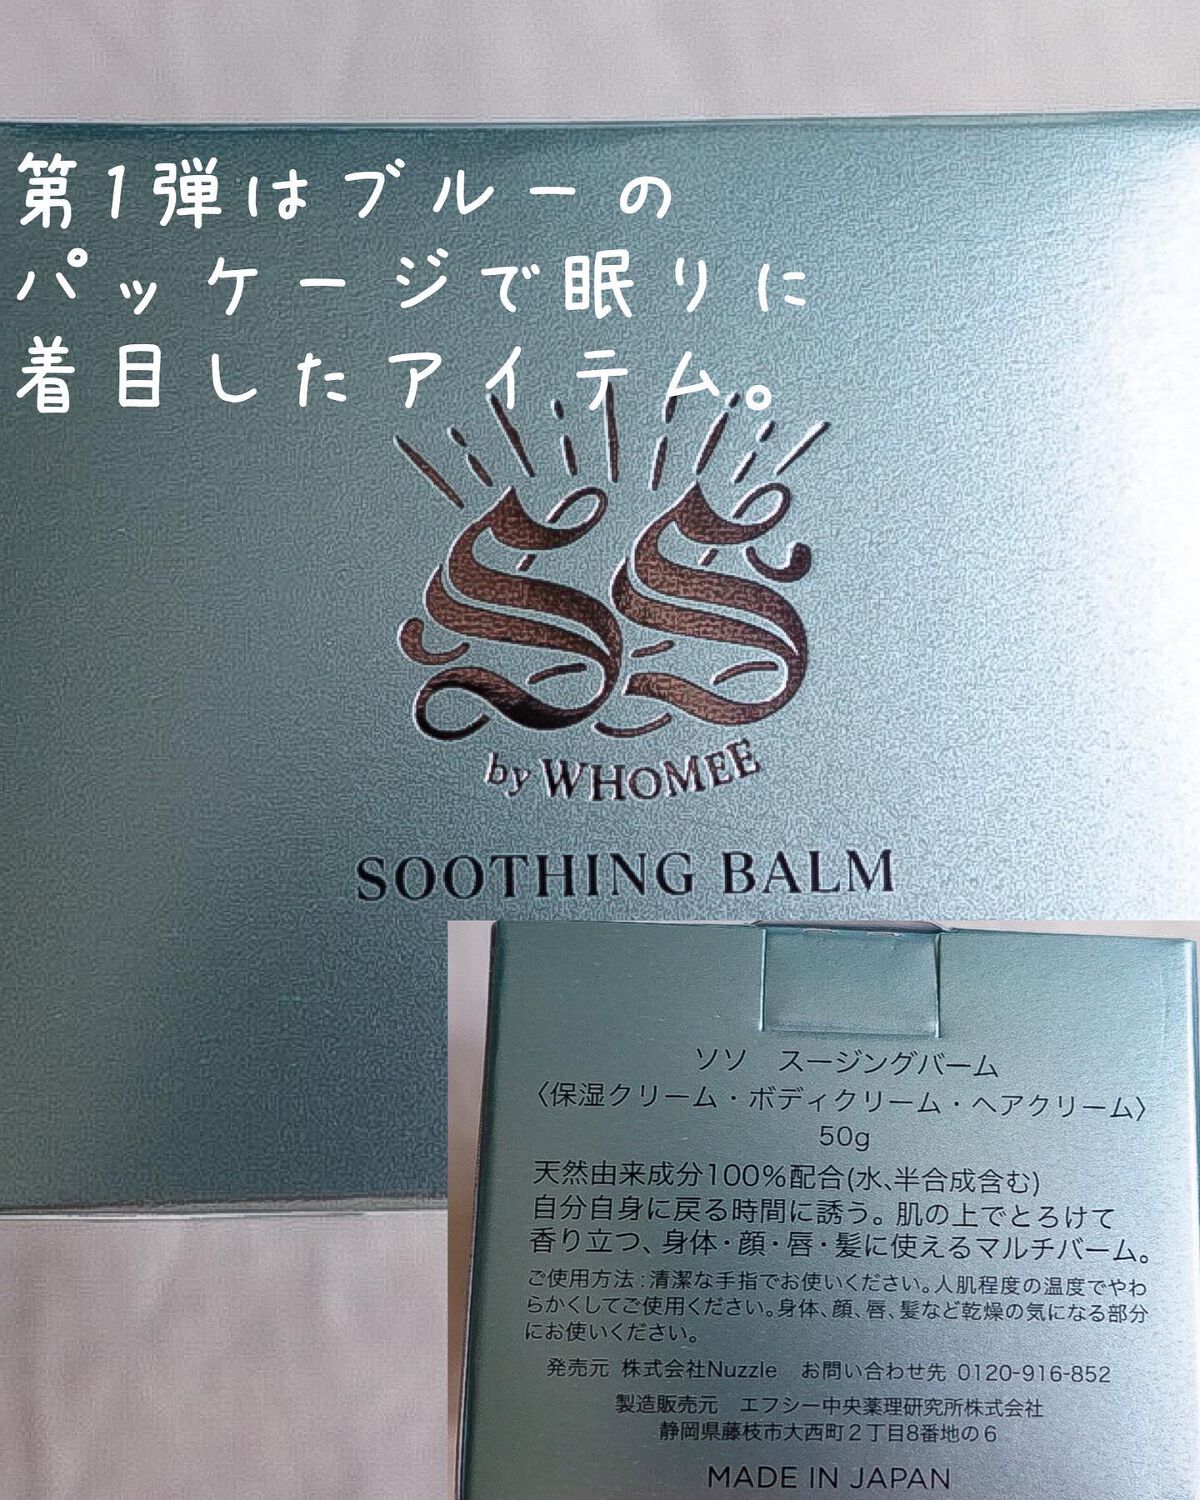 第1弾はブルーの
パッケージで眠りに
着目したアイテム。
SS
by WHOMEE
SOOTHING BALM
ソソ スージングバーム
〈保湿クリーム・ボディクリーム・ヘアクリーム〉
50g
天然由来成分100%配合(水、半合成含む)
自分自身に戻る時間に誘う。肌の上でとろけて
香り立つ、身体・顔・唇・髪に使えるマルチバーム。
ご使用方法:清潔な手指でお使いください。人肌程度の温度でやわ
らかくしてご使用ください。身体、顔、唇、髪など乾燥の気になる部分
にお使いください。
発売元 株式会社Nuzzle お問い合わせ先 0120-916-852
製造販売元 エフシー中央薬理研究所株式会社
静岡県藤枝市大西町2丁目8番地の6
MADE IN JAPAN